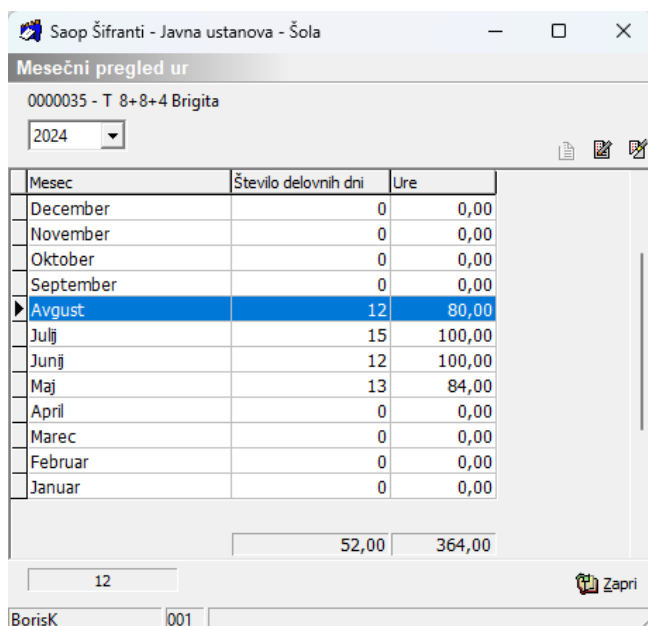 Saop Šifranti - Javna ustanova - Šola
Mesečni pregled ur
0000035 - T 8+8+4 Brigita
2024
Mesec Število delovnih dni Ure
December 0 0,00
November 0 0,00
Oktober 0 0,00
September 0 0,00
Avgust 12 80,00
Julij 15 100,00
Junij 12 100,00
Maj 13 84,00
April 0 0,00
Marec 0 0,00
Februar 0 0,00
Januar 0 0,00
52,00 364,00
12 Zapri
BorisK 001